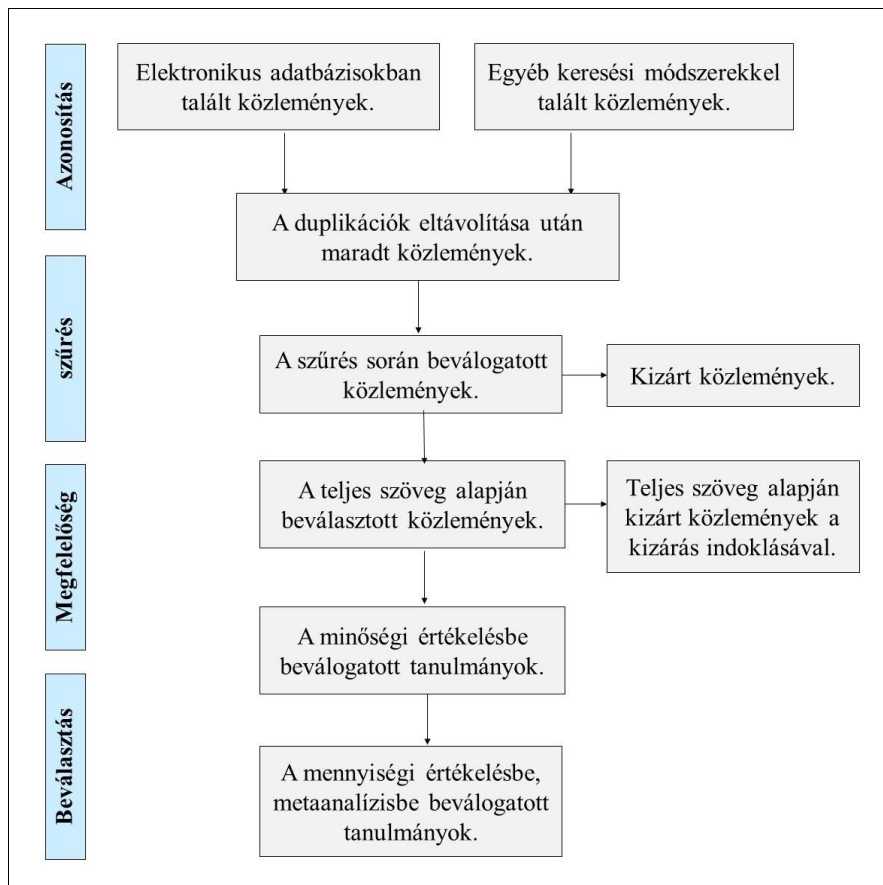 Azonosítás
Elektronikus adatbázisokban
talált közlemények.
Egyéb keresési módszerekkel
talált közlemények.
A duplikációk eltávolítása után
maradt közlemények.
szűrés
A szűrés során beválogatott
közlemények.
Kizárt közlemények.
Megfelelőség
A teljes szöveg alapján
beválasztott közlemények.
Teljes szöveg alapján
kizárt közlemények a
kizárás indoklásával.
A minőségi értékelésbe
beválogatott tanulmányok.
Beválasztás
A mennyiségi értékelésbe,
metaanalízisbe beválogatott
tanulmányok.